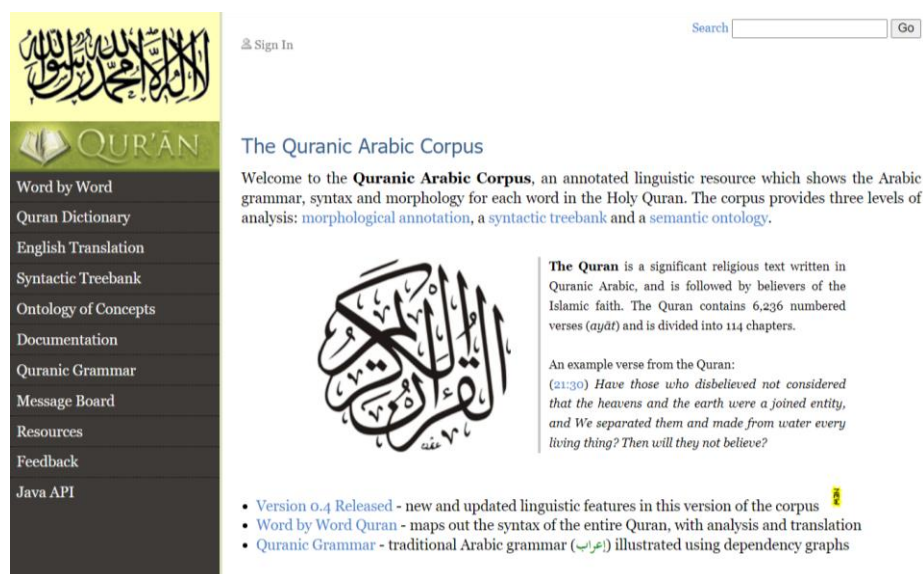 لا إله إلا الله محمد رسول الله
Sign In
Search
Go
QUR'ĀN
Word by Word
Quran Dictionary
English Translation
Syntactic Treebank
Ontology of Concepts
Documentation
Quranic Grammar
Message Board
Resources
Feedback
Java API
The Quranic Arabic Corpus
Welcome to the Quranic Arabic Corpus, an annotated linguistic resource which shows the Arabic
grammar, syntax and morphology for each word in the Holy Quran. The corpus provides three levels of
analysis: morphological annotation, a syntactic treebank and a semantic ontology.
القرآن الكريم
The Quran is a significant religious text written in
Quranic Arabic, and is followed by believers of the
Islamic faith. The Quran contains 6,236 numbered
verses (ayāt) and is divided into 114 chapters.
An example verse from the Quran:
(21:30) Have those who disbelieved not considered
that the heavens and the earth were a joined entity,
and We separated them and made from water every
living thing? Then will they not believe?
• Version 0.4 Released - new and updated linguistic features in this version of the corpus NEW
• Word by Word Quran - maps out the syntax of the entire Quran, with analysis and translation
• Quranic Grammar - traditional Arabic grammar (إعراب) illustrated using dependency graphs